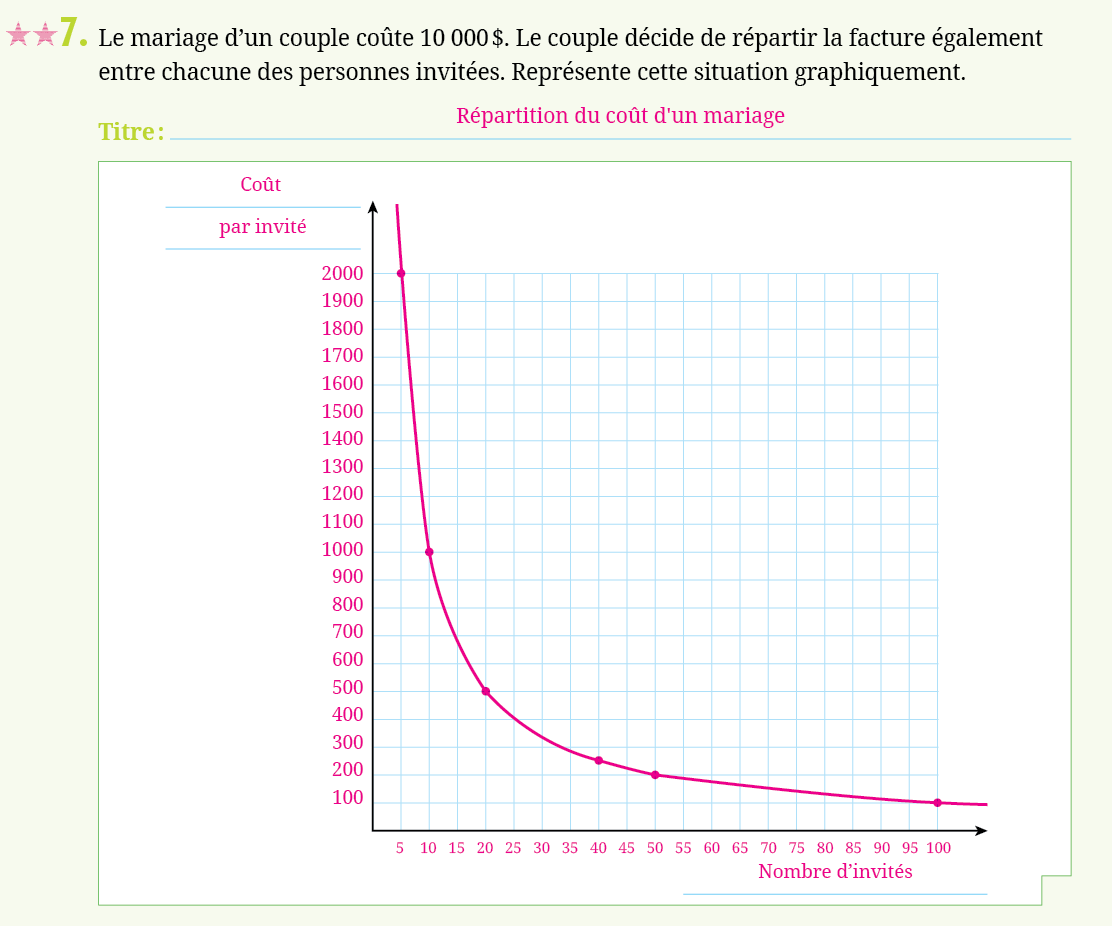 7. Le mariage d’un couple coûte 10 000 $. Le couple décide de répartir la facture également
entre chacune des personnes invitées. Représente cette situation graphiquement.
Titre : Répartition du coût d'un mariage
Coût
par invité
2000
1900
1800
1700
1600
1500
1400
1300
1200
1100
1000
900
800
700
600
500
400
300
200
100
5 10 15 20 25 30 35 40 45 50 55 60 65 70 75 80 85 90 95 100
Nombre d’invités